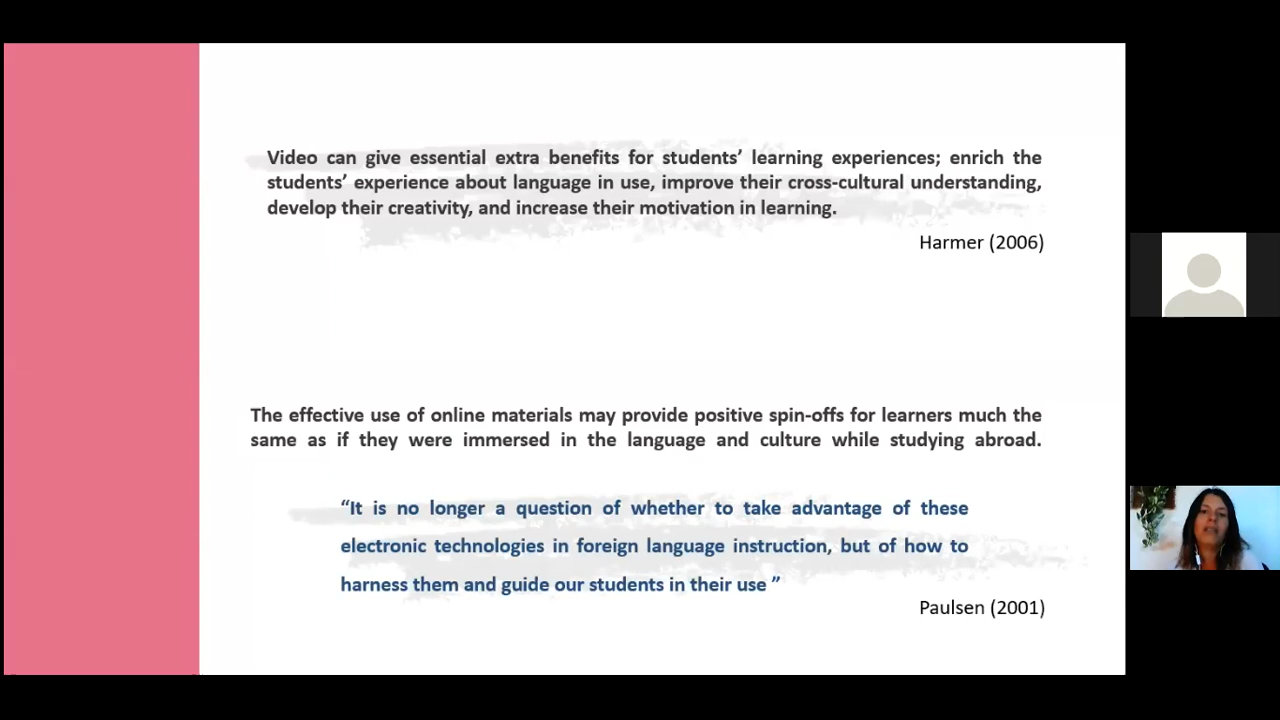 Video can give essential extra benefits for students’ learning experiences; enrich the
students’ experience about language in use, improve their cross-cultural understanding,
develop their creativity, and increase their motivation in learning.
Harmer (2006)
The effective use of online materials may provide positive spin-offs for learners much the
same as if they were immersed in the language and culture while studying abroad.
“It is no longer a question of whether to take advantage of these
electronic technologies in foreign language instruction, but of how to
harness them and guide our students in their use ”
Paulsen (2001)